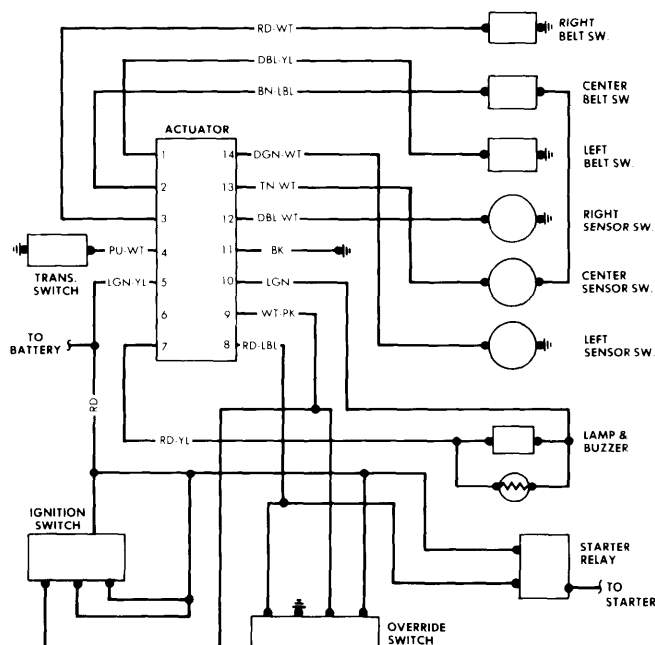 RD-WT
RIGHT
BELT SW.
DBL-YL
BN-LBL
CENTER
BELT SW
ACTUATOR
1
14
DGN-WT
LEFT
BELT SW.
2
13
TN WT
3
12
DBL WT
RIGHT
SENSOR SW.
PU-WT
4
11
BK
TRANS.
SWITCH
LGN-YL
5
10
LGN
CENTER
SENSOR SW.
6
9
WT-PK
TO
BATTERY
7
8
RD-LBL
LEFT
SENSOR SW.
RD
RD-YL
LAMP &
BUZZER
IGNITION
SWITCH
STARTER
RELAY
TO
STARTER
OVERRIDE
SWITCH